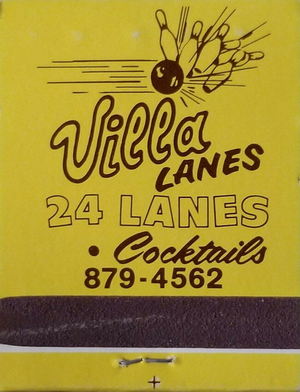 Villa
LANES
24 LANES
• Cocktails
879-4562